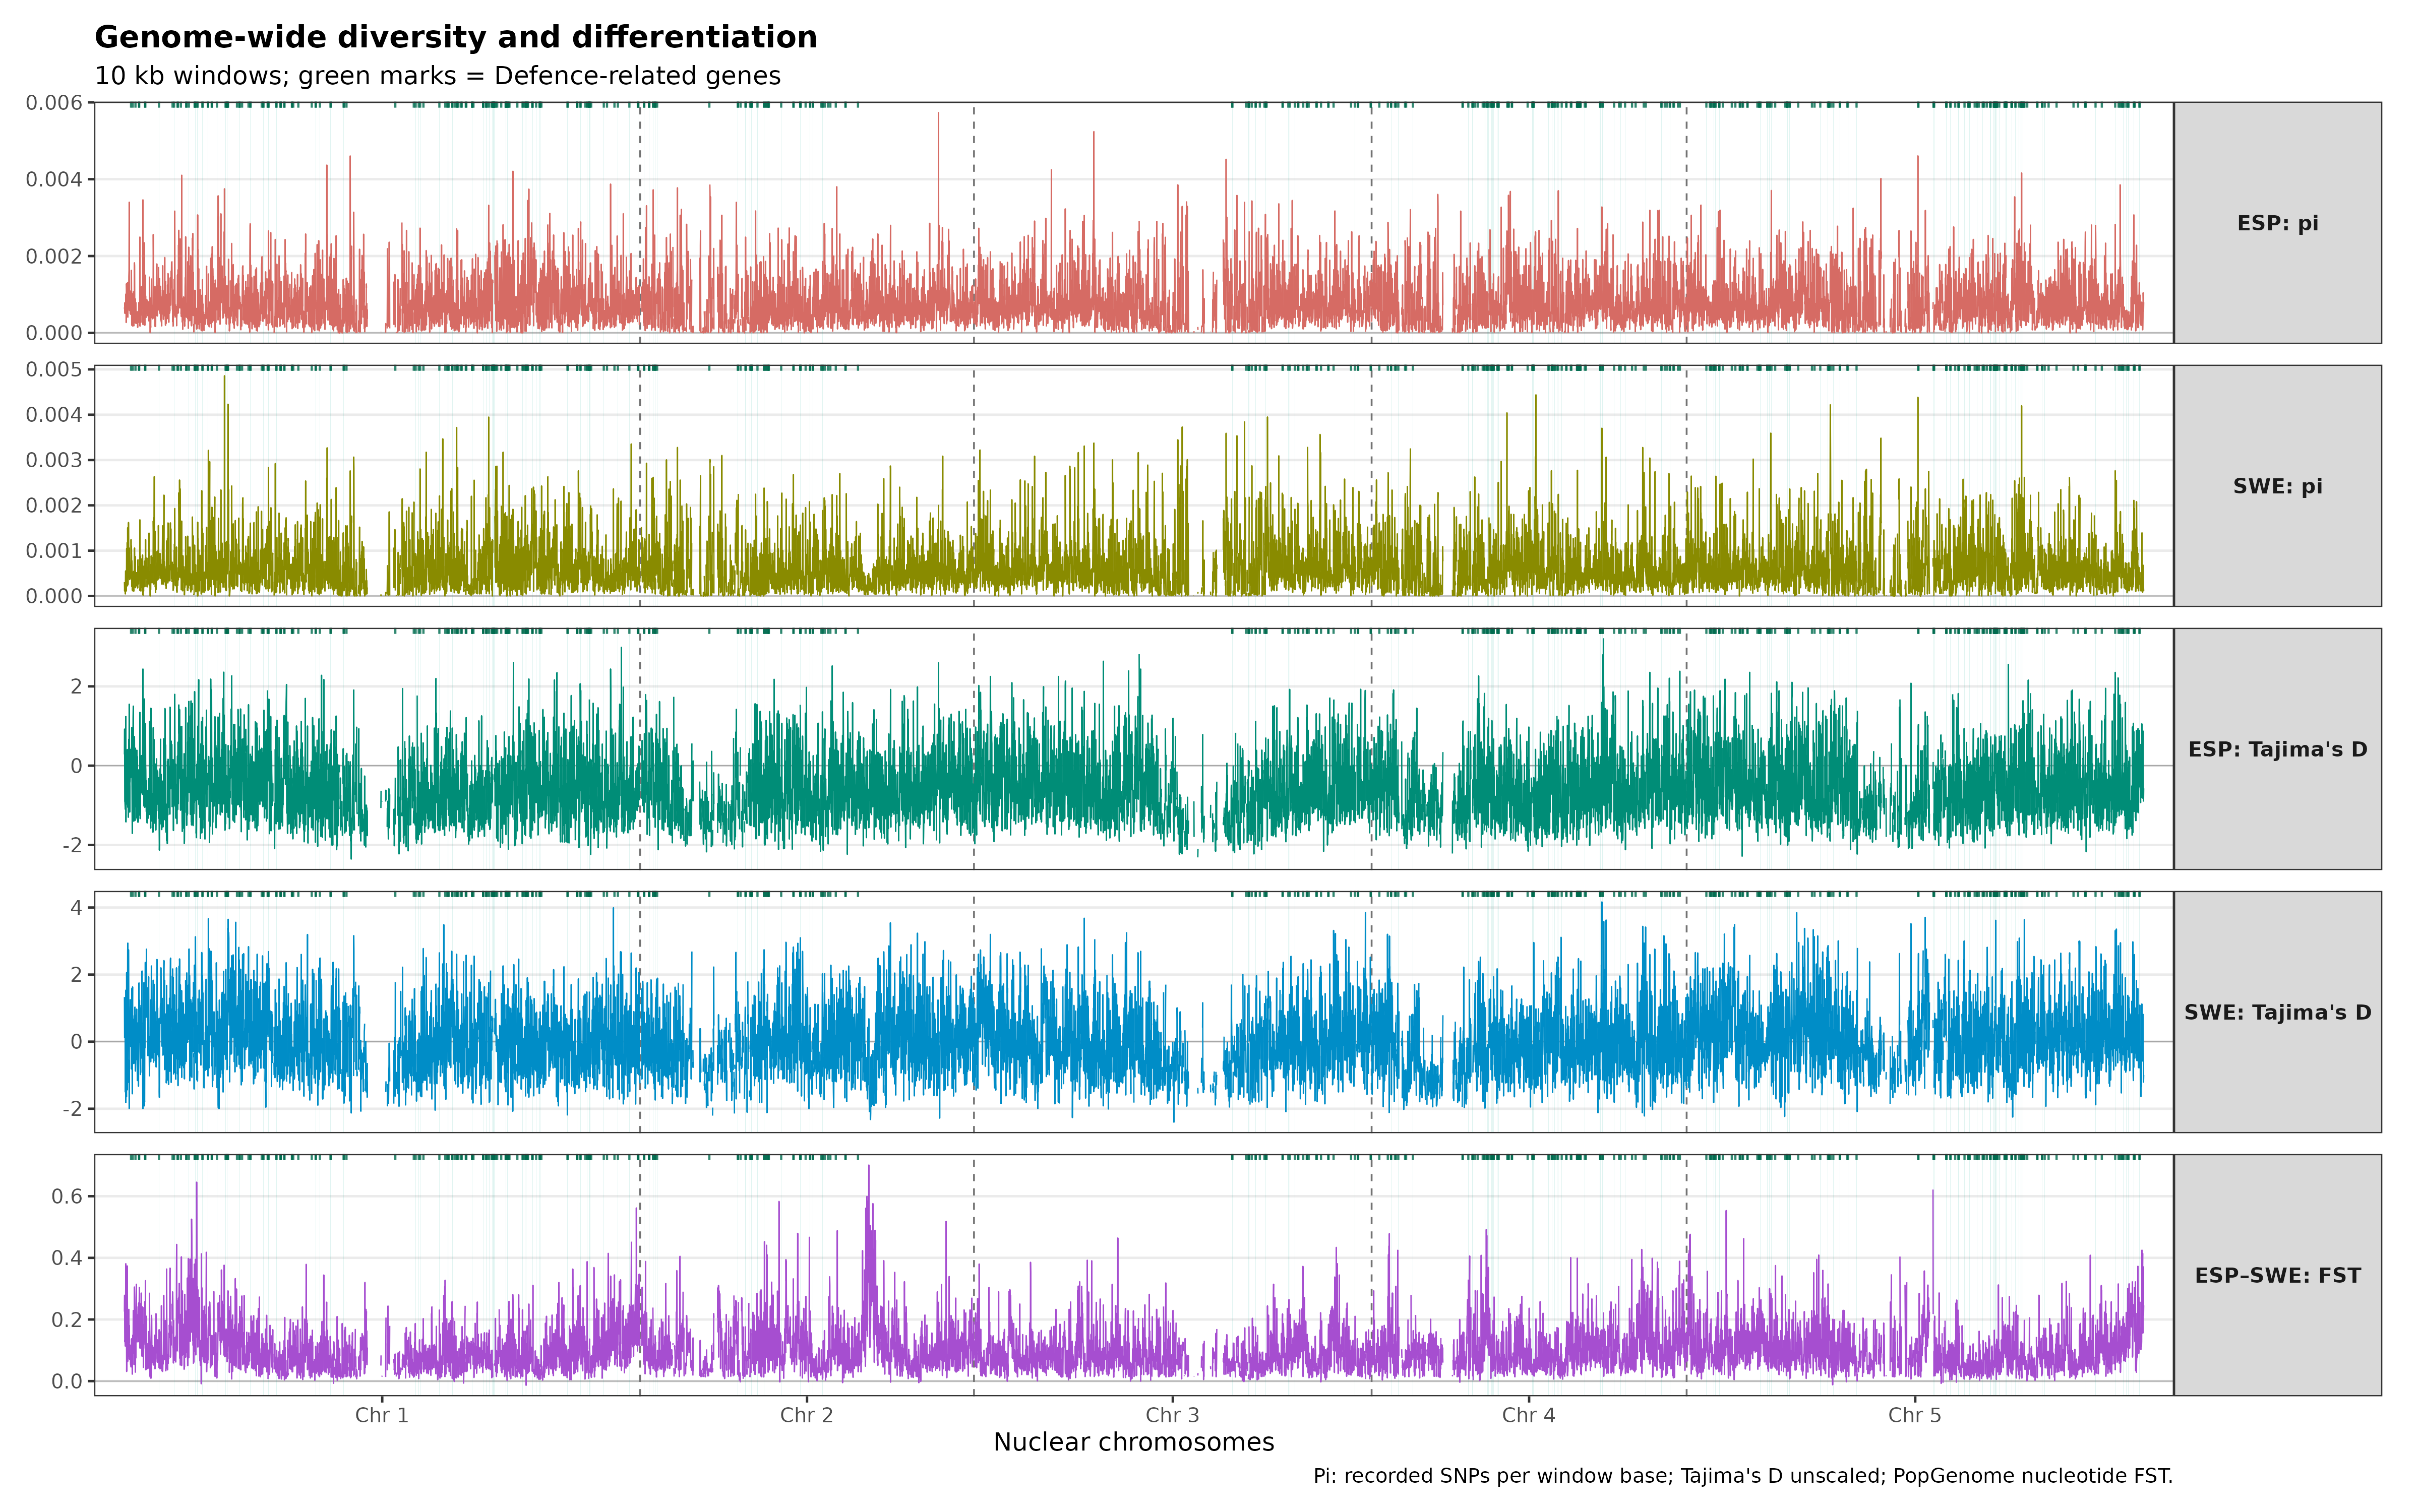 Genome-wide diversity and differentiation
10 kb windows; green marks = Defence-related genes
0.006
0.004
0.002
0.000
ESP: pi
0.005
0.004
0.003
0.002
0.001
0.000
SWE: pi
2
0
-2
ESP: Tajima's D
4
2
0
-2
SWE: Tajima's D
0.6
0.4
0.2
0.0
ESP–SWE: FST
Chr 1 Chr 2 Chr 3 Chr 4 Chr 5
Nuclear chromosomes
Pi: recorded SNPs per window base; Tajima's D unscaled; PopGenome nucleotide FST.